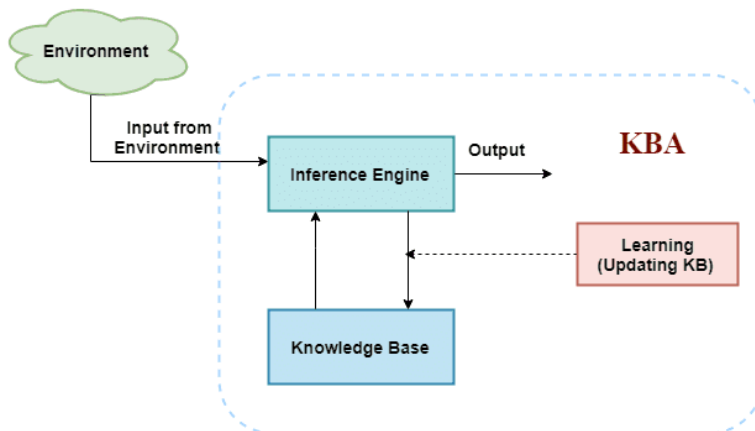 Environment
Input from
Environment
Inference Engine
Output
KBA
Learning
(Updating KB)
Knowledge Base